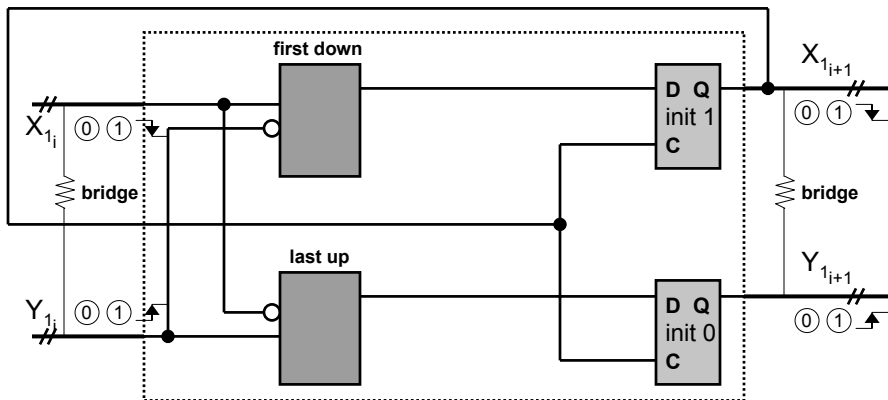 first down
X1i
0 1
bridge
D Q
init 1
C
X1i+1
0 1
bridge
last up
Y1i
0 1
D Q
init 0
C
Y1i+1
0 1